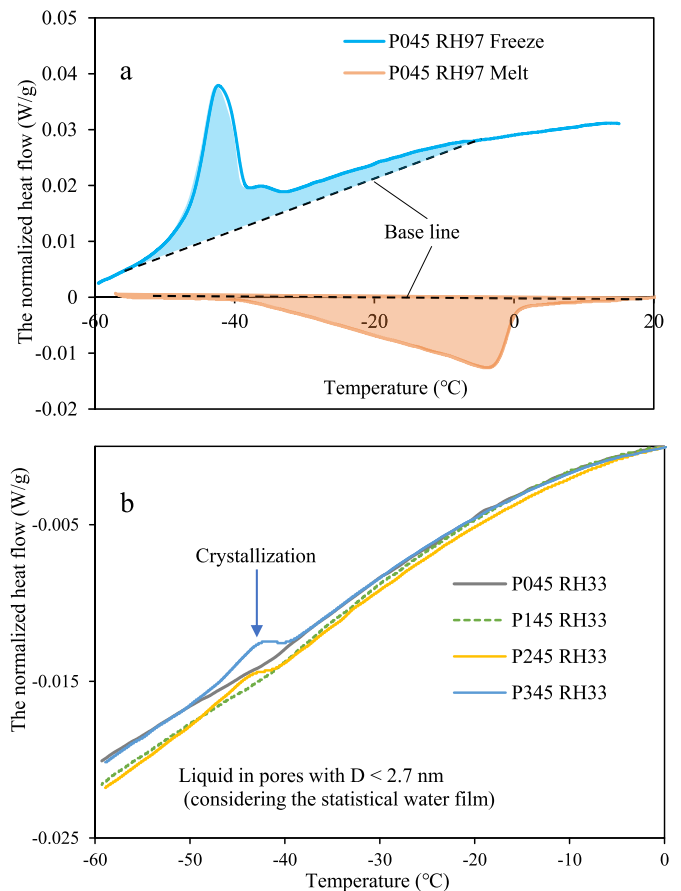 0.05
0.04
0.03
0.02
0.01
0
-0.01
-0.02
The normalized heat flow (W/g)
a
P045 RH97 Freeze
P045 RH97 Melt
Base line
-60
-40
-20
0
20
Temperature (℃)
b
-0.005
-0.015
-0.025
The normalized heat flow (W/g)
Crystallization
P045 RH33
P145 RH33
P245 RH33
P345 RH33
Liquid in pores with D < 2.7 nm
(considering the statistical water film)
-60
-50
-40
-30
-20
-10
0
Temperature (℃)